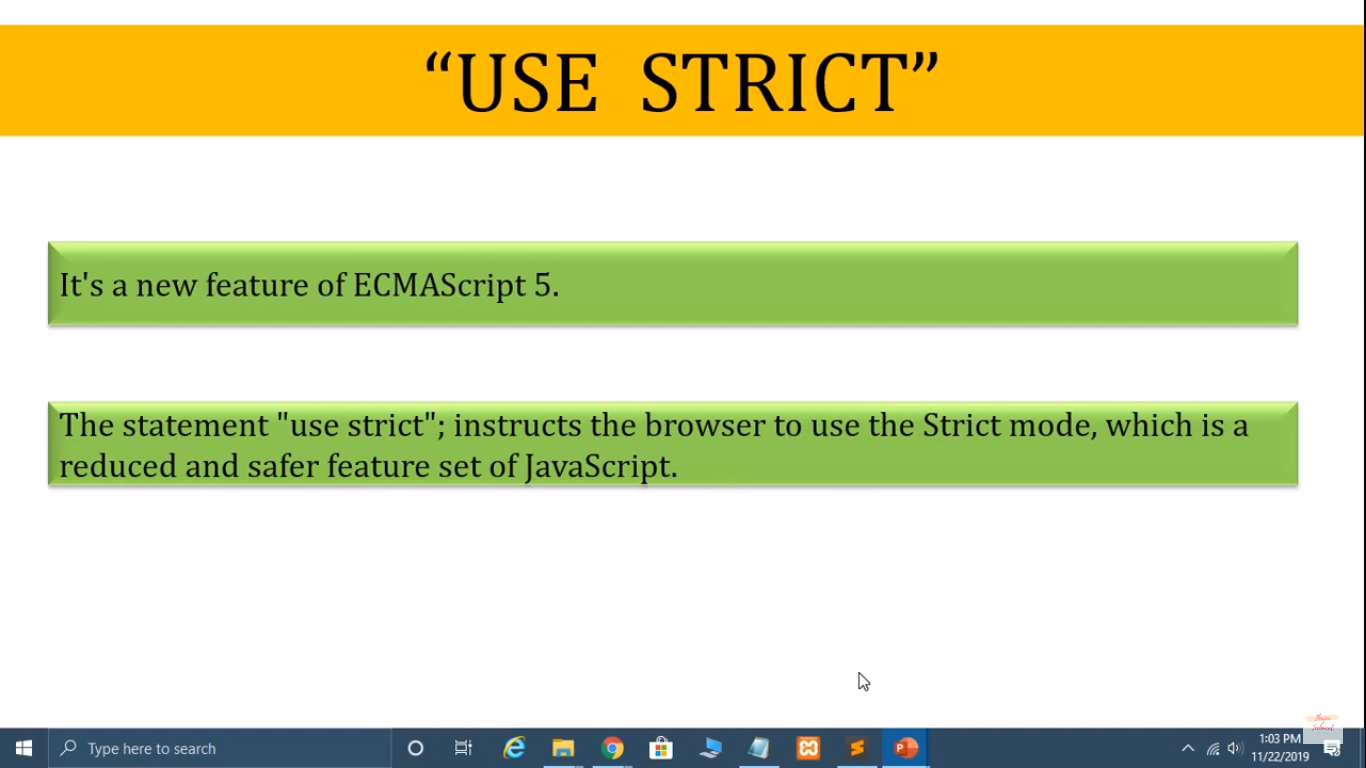 “USE STRICT”
It's a new feature of ECMAScript 5.
The statement "use strict"; instructs the browser to use the Strict mode, which is a
reduced and safer feature set of JavaScript.
Type here to search
1:03 PM
11/22/2019